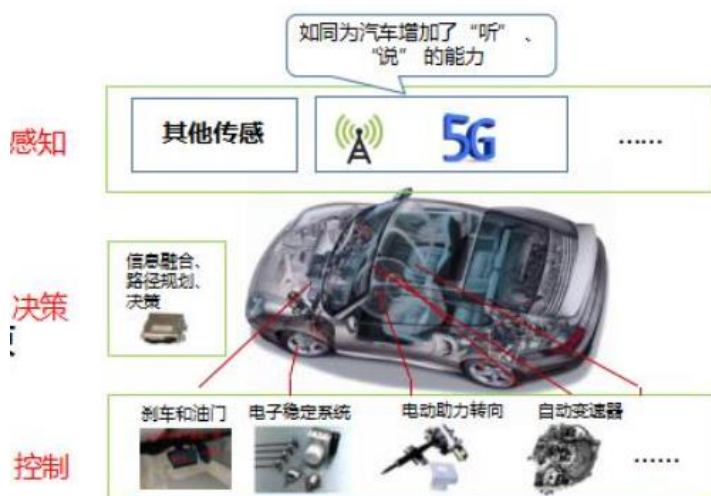 如同为汽车增加了“听”、
“说”的能力
感知
其他传感
5G
……
信息融合、
路径规划、
决策
决策
刹车和油门
电子稳定系统
电动助力转向
自动变速器
控制
……